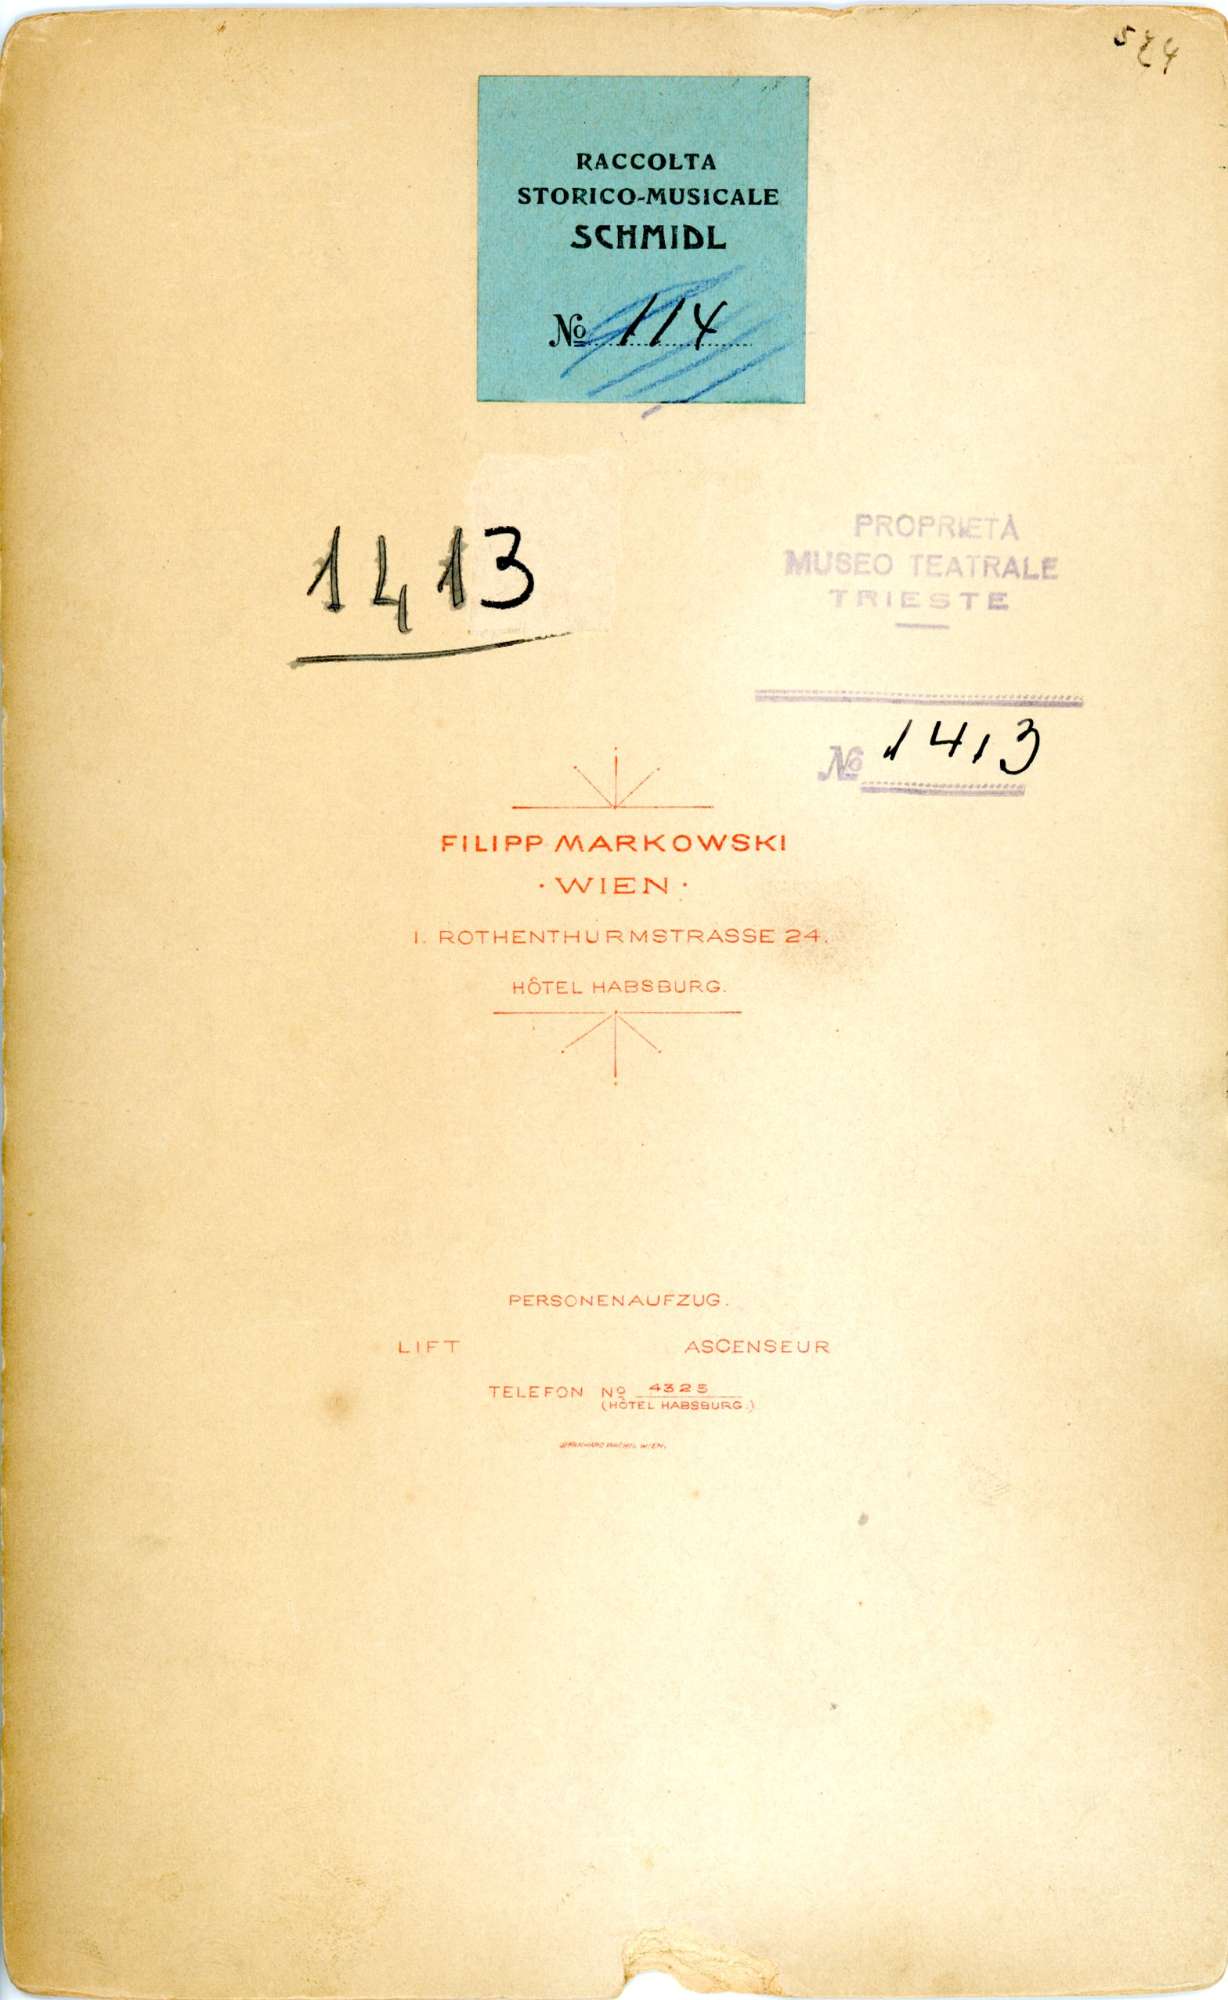 524
RACCOLTA
STORICO-MUSICALE
SCHMIDL
No 114
1413
PROPRIETÀ
MUSEO TEATRALE
TRIESTE
No 1413
FILIPP MARKOWSKI
· WIEN ·
I. ROTHENTHURMSTRASSE 24.
HÔTEL HABSBURG.
PERSONENAUFZUG.
LIFT ASCENSEUR
TELEFON No 4325
(HÔTEL HABSBURG.)
WIEN.